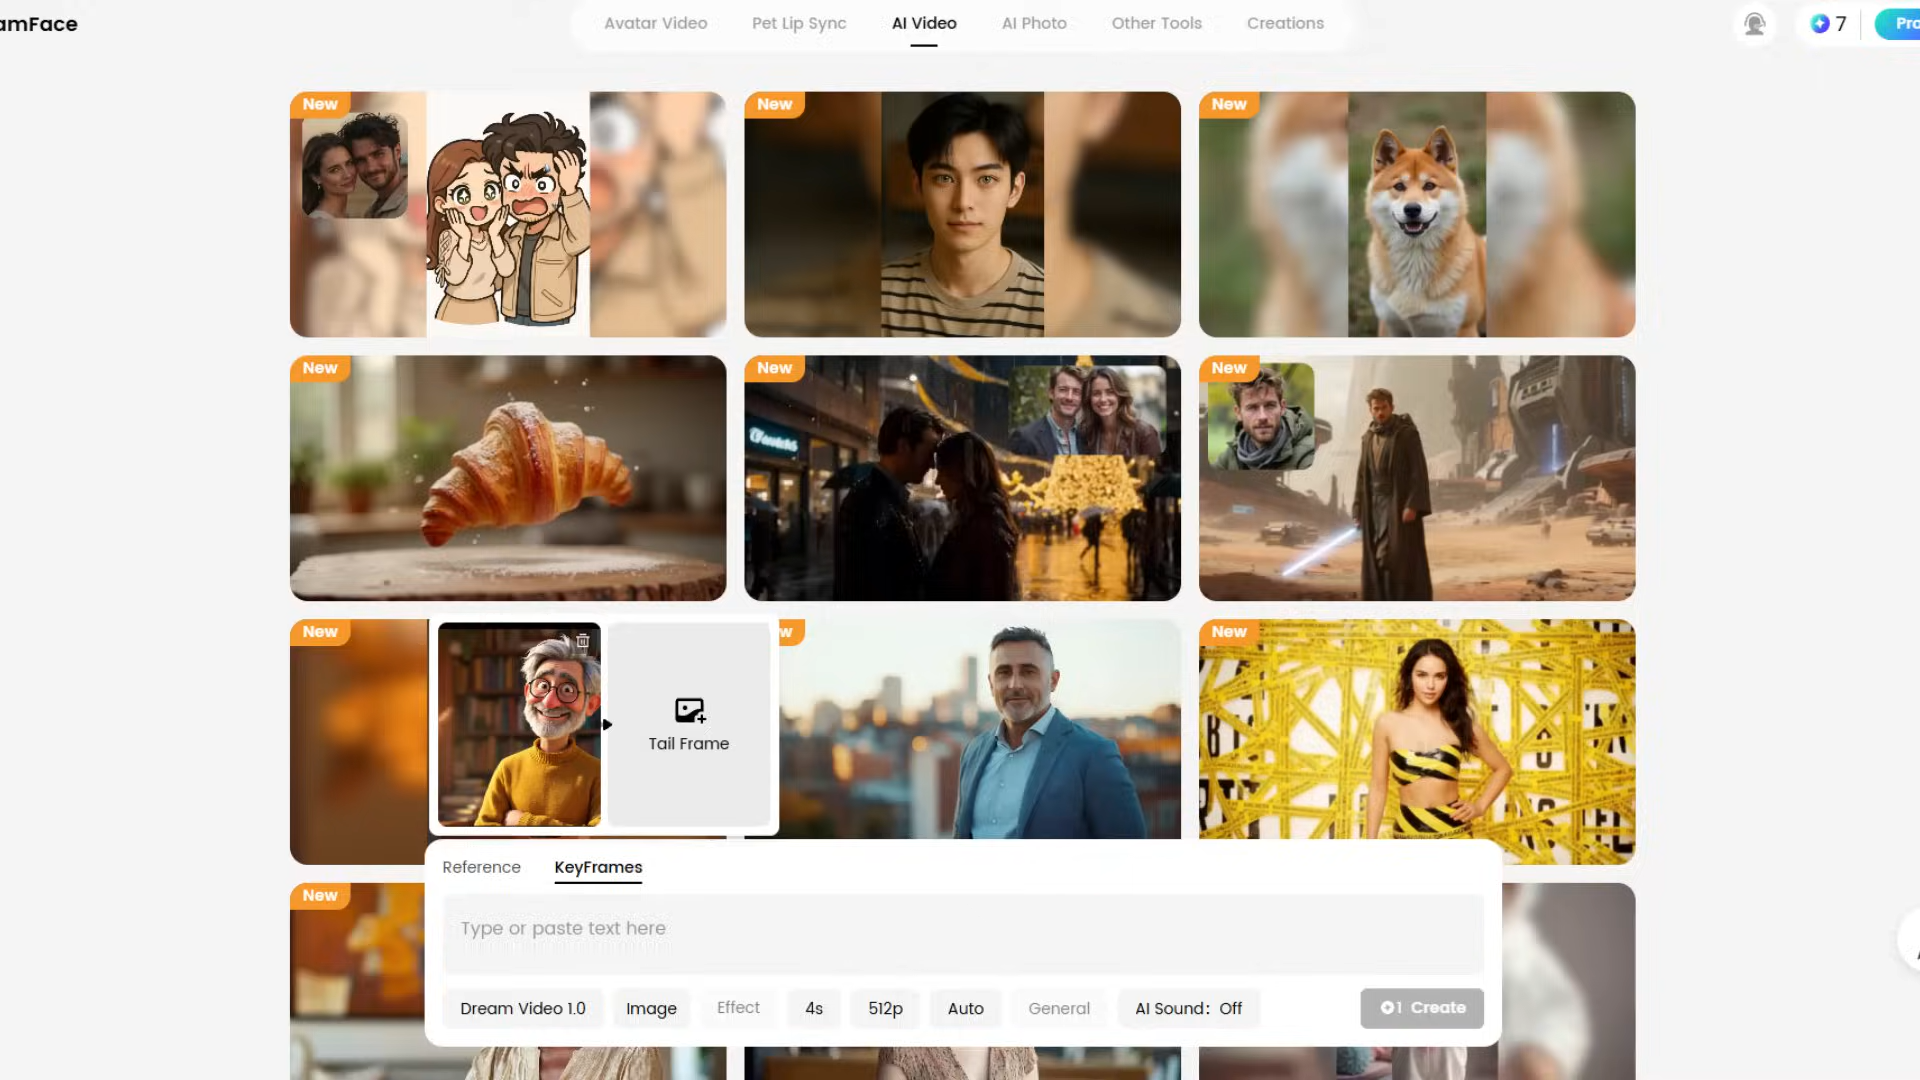 amFace
Avatar Video
Pet Lip Sync
AI Video
AI Photo
Other Tools
Creations
7
Pro
New
New
New
New
New
New
New
w
New
Tail Frame
Reference
KeyFrames
Type or paste text here
Dream Video 1.0
Image
Effect
4s
512p
Auto
General
AI Sound: Off
1 Create
New